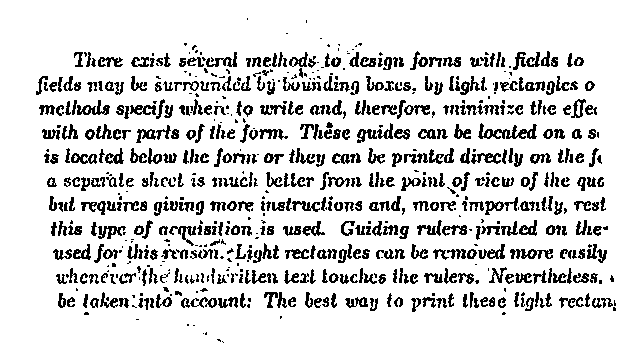 There exist several methods to design forms with fields to
fields may be surrounded by bounding boxes, by light rectangles o
methods specify where to write and, therefore, minimize the effec
with other parts of the form. These guides can be located on a s
is located below the form or they can be printed directly on the f
a separate sheet is much better from the point of view of the qua
but requires giving more instructions and, more importantly, rest
this type of acquisition is used. Guiding rulers printed on the
used for this reason. Light rectangles can be removed more easily
whenever the handwritten text touches the rulers. Nevertheless,
be taken into account: The best way to print these light rectan